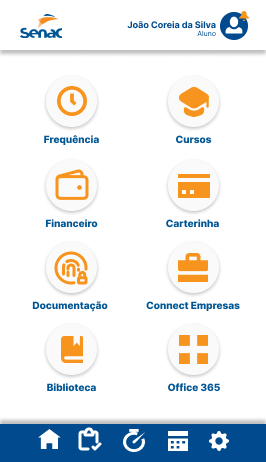 Senac
João Coreia da Silva
Aluno
Frequência
Cursos
Financeiro
Carterinha
Documentação
Connect Empresas
Biblioteca
Office 365